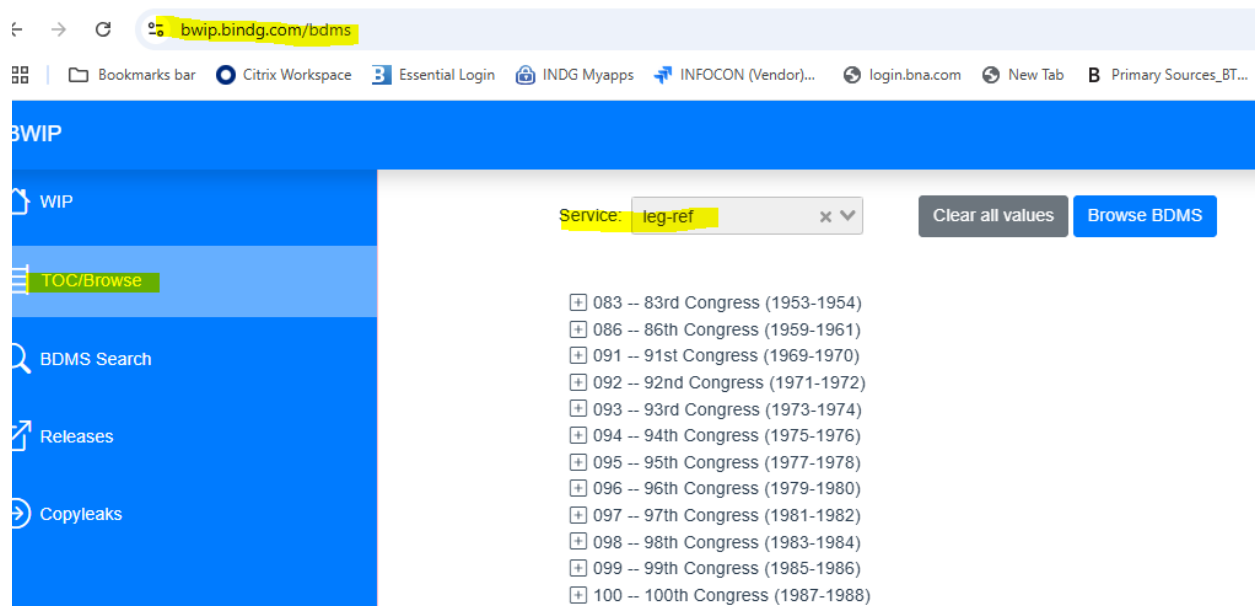 bwip.bindg.com/bdms
Bookmarks bar Citrix Workspace Essential Login INDG Myapps INFOCON (Vendor)... login.bna.com New Tab B Primary Sources_BT...
BWIP
WIP
Service: leg-ref Clear all values Browse BDMS
TOC/Browse
083 -- 83rd Congress (1953-1954)
086 -- 86th Congress (1959-1961)
091 -- 91st Congress (1969-1970)
BDMS Search
092 -- 92nd Congress (1971-1972)
093 -- 93rd Congress (1973-1974)
094 -- 94th Congress (1975-1976)
Releases
095 -- 95th Congress (1977-1978)
096 -- 96th Congress (1979-1980)
097 -- 97th Congress (1981-1982)
Copyleaks
098 -- 98th Congress (1983-1984)
099 -- 99th Congress (1985-1986)
100 -- 100th Congress (1987-1988)